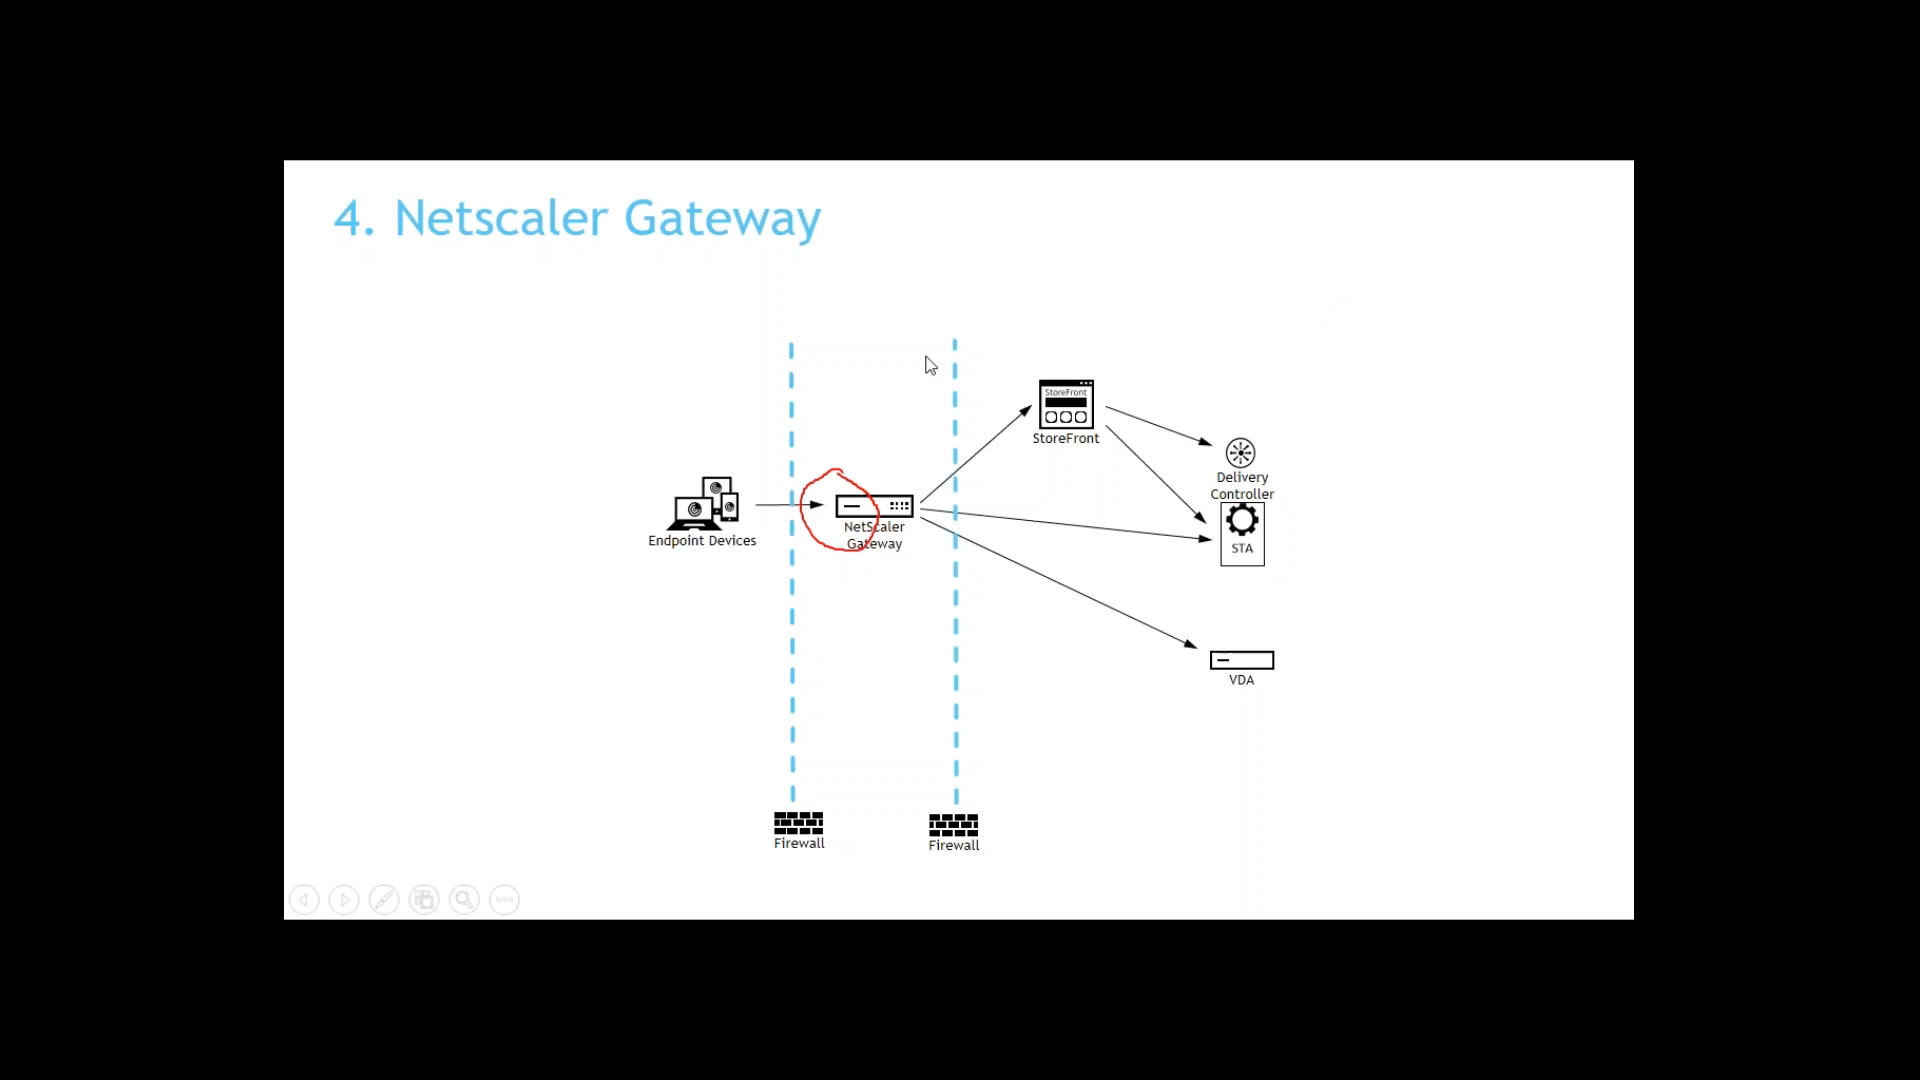 4. Netscaler Gateway
StoreFront
StoreFront
Delivery
Controller
STA
NetScaler
Gateway
Endpoint Devices
VDA
Firewall
Firewall